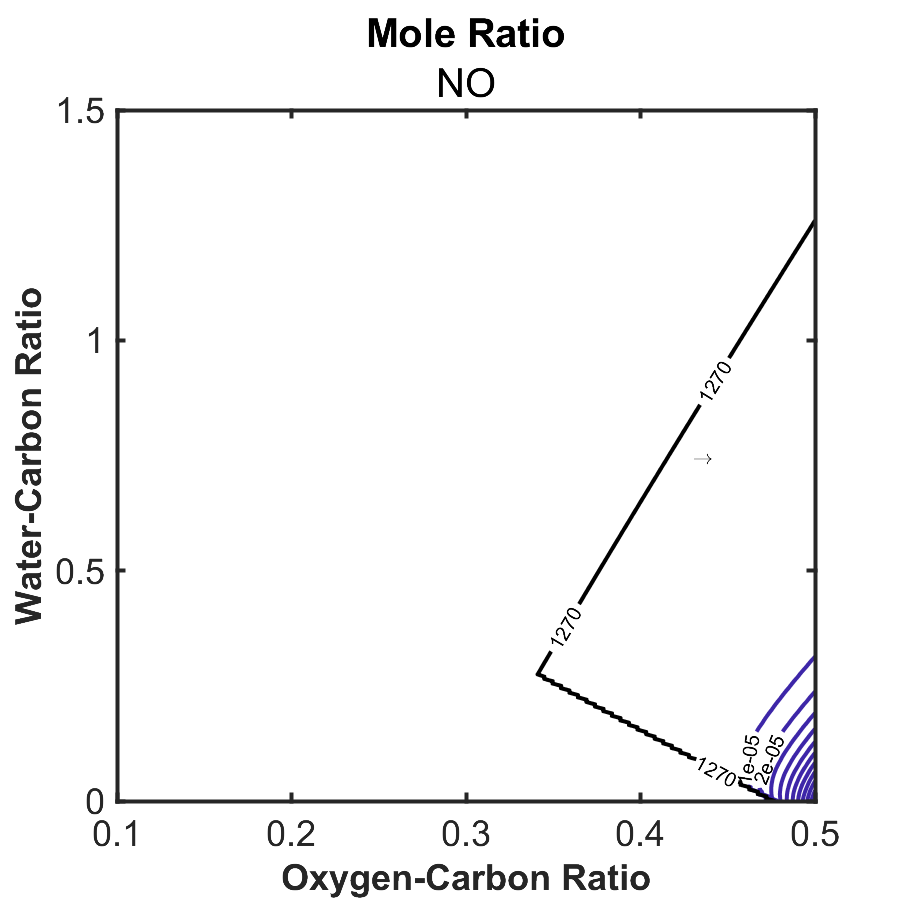 Mole Ratio
NO
1.5
1
0.5
0
Water-Carbon Ratio
1270
1270
1270
1e-05
2e-05
→
0.1
0.2
0.3
0.4
0.5
Oxygen-Carbon Ratio